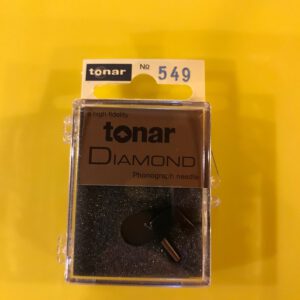 tonar No 549
a high-fidelity
tonar
DIAMOND
Phonograph needle